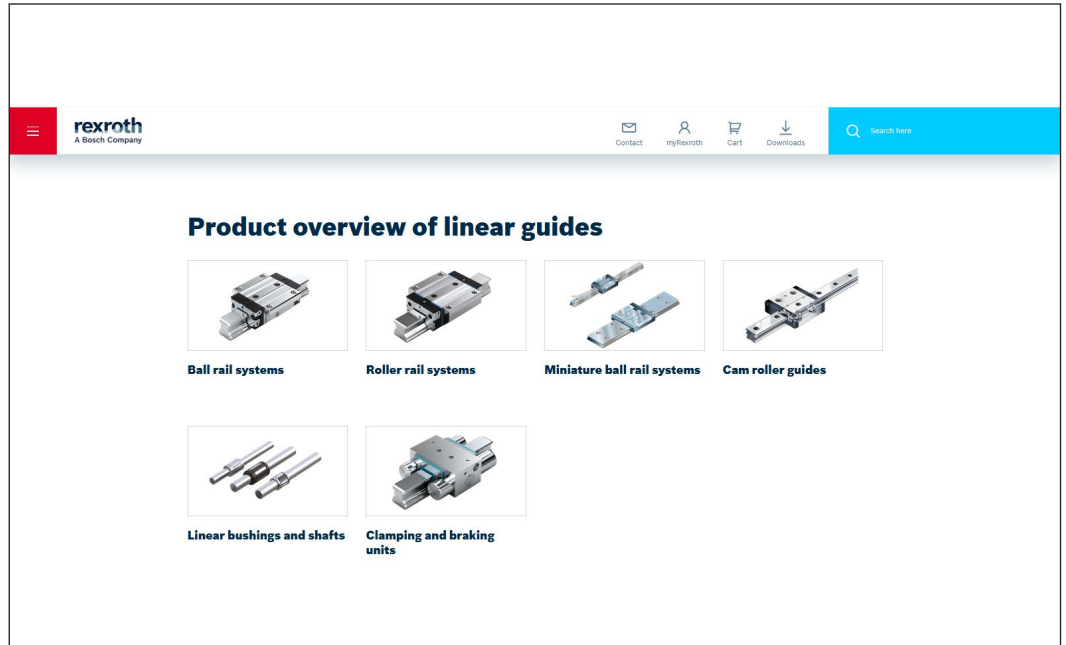 rexroth
A Bosch Company
Contact
myRexroth
Cart
Downloads
Search here
Product overview of linear guides
Ball rail systems
Roller rail systems
Miniature ball rail systems
Cam roller guides
Linear bushings and shafts
Clamping and braking
units